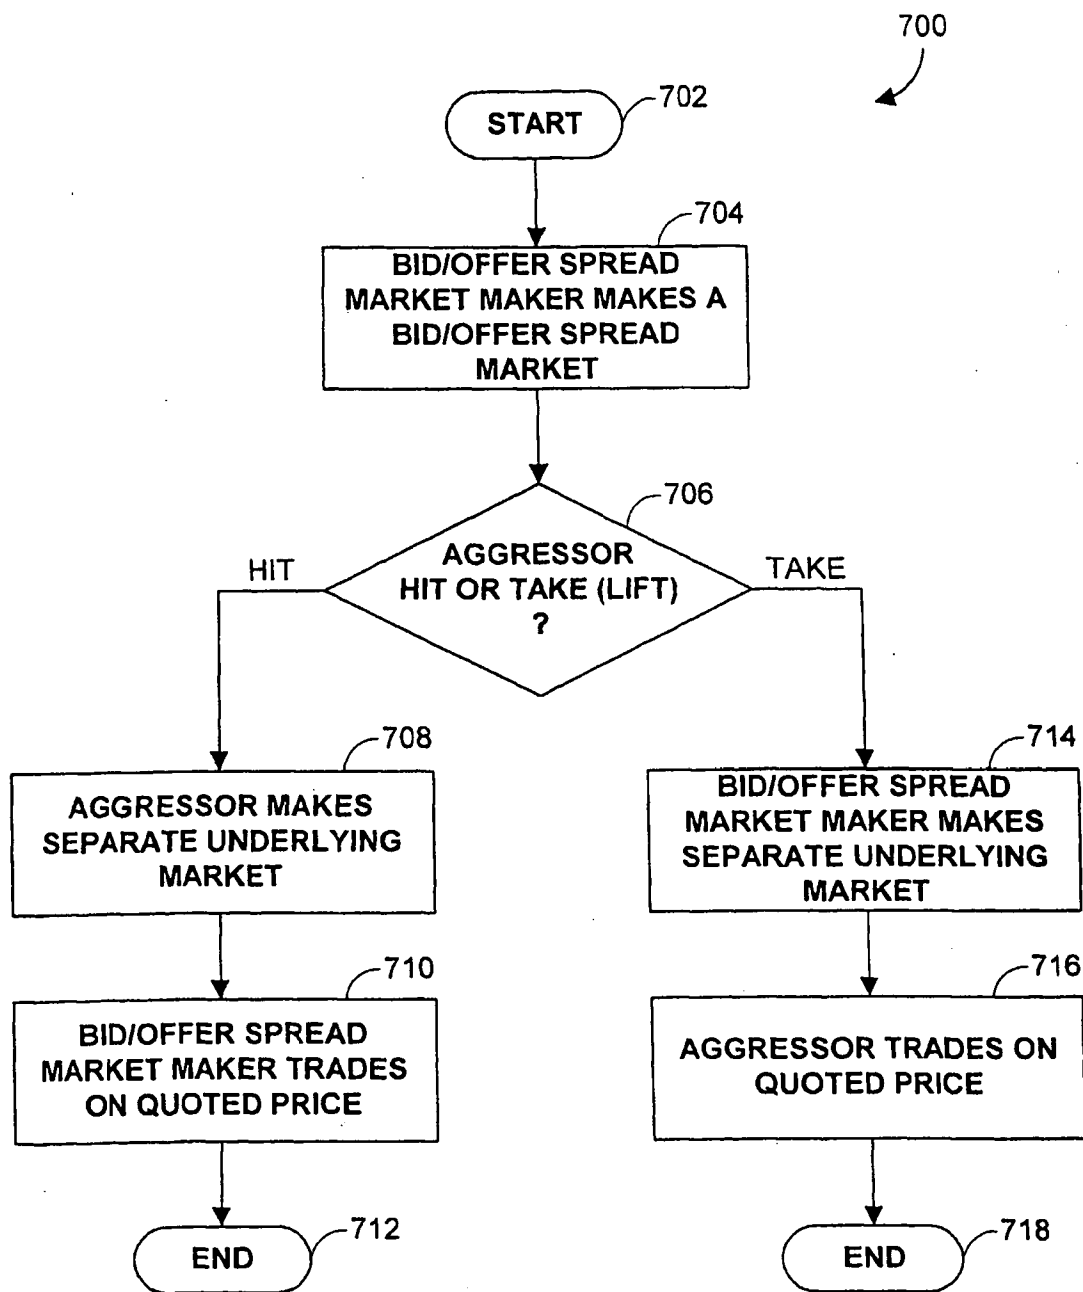 700
START
702
704
BID/OFFER SPREAD
MARKET MAKER MAKES A
BID/OFFER SPREAD
MARKET
706
AGGRESSOR
HIT OR TAKE (LIFT)
?
HIT
TAKE
708
AGGRESSOR MAKES
SEPARATE UNDERLYING
MARKET
714
BID/OFFER SPREAD
MARKET MAKER MAKES
SEPARATE UNDERLYING
MARKET
710
BID/OFFER SPREAD
MARKET MAKER TRADES
ON QUOTED PRICE
716
AGGRESSOR TRADES ON
QUOTED PRICE
END
712
END
718